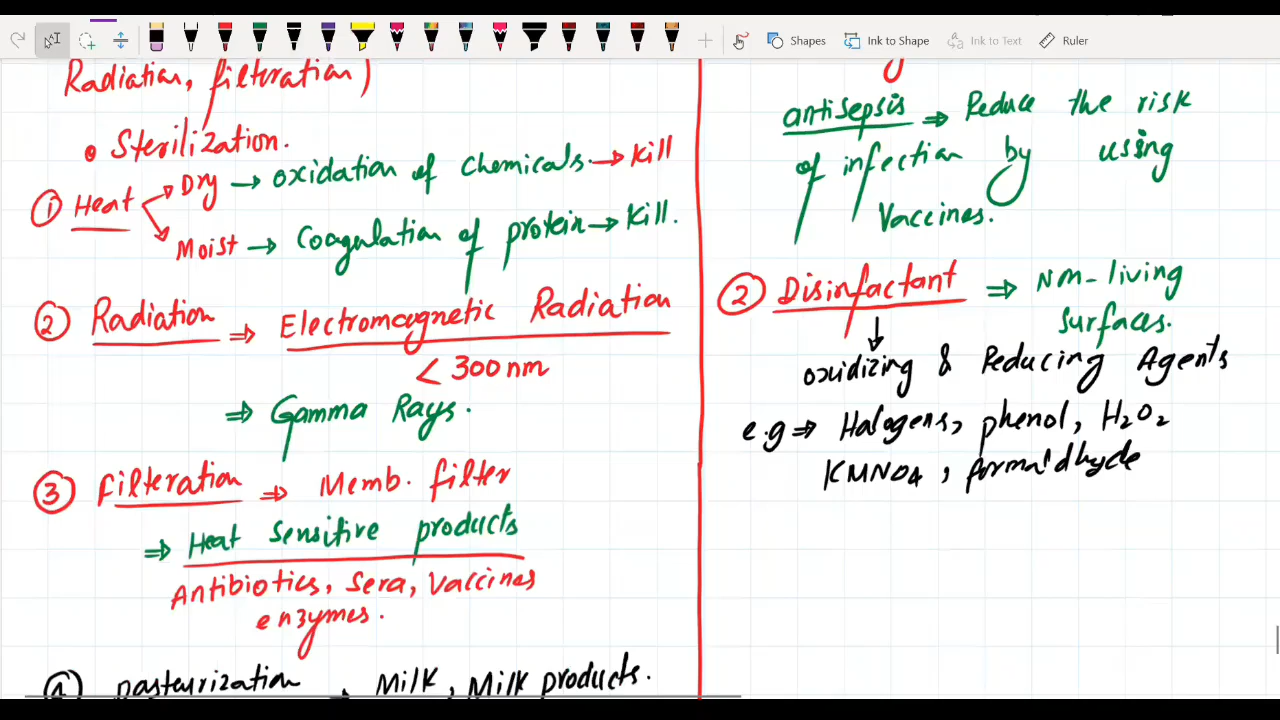 Shapes
Ink to Shape
Ink to Text
Ruler
Radiation, filteration)
• Sterilization.
① Heat
Dry → oxidation of chemicals → Kill
Moist → Coagulation of protein → Kill.
② Radiation ⇒ Electromagnetic Radiation
< 300 nm
⇒ Gamma Rays.
③ filteration ⇒ Memb. filter
⇒ Heat Sensitive products
Antibiotics, Sera, Vaccines
enzymes.
④ pasteurization → Milk, Milk products.
antisepsis ⇒ Reduce the risk
of infection by using
Vaccines.
② Disinfactant ⇒ Non-living
surfaces.
↓
oxidizing & Reducing Agents
e.g ⇒ Halogens, phenol, H₂O₂
KMNO4, formaldhyde